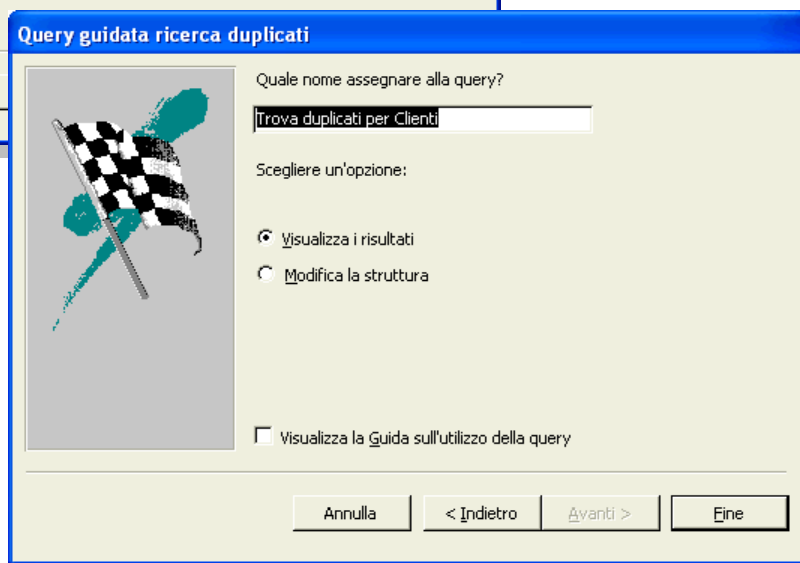 Query guidata ricerca duplicati
Quale nome assegnare alla query?
Trova duplicati per Clienti
Scegliere un'opzione:
Visualizza i risultati
Modifica la struttura
Visualizza la Guida sull'utilizzo della query
Annulla
< Indietro
Avanti >
Fine